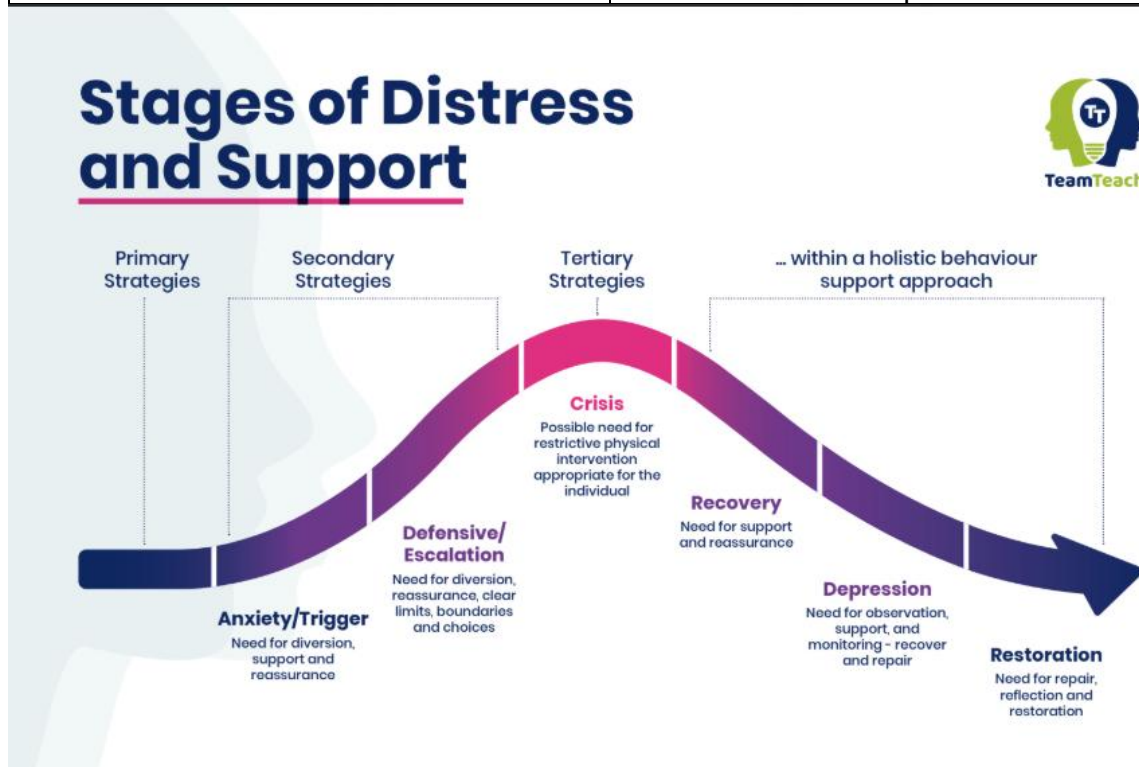 Stages of Distress
and Support
TT
TeamTeach
Primary
Strategies
Secondary
Strategies
Tertiary
Strategies
... within a holistic behaviour
support approach
Crisis
Possible need for
restrictive physical
intervention
appropriate for the
individual
Recovery
Need for support
and reassurance
Defensive/
Escalation
Need for diversion,
reassurance, clear
limits, boundaries
and choices
Anxiety/Trigger
Need for diversion,
support and
reassurance
Depression
Need for observation,
support, and
monitoring - recover
and repair
Restoration
Need for repair,
reflection and
restoration